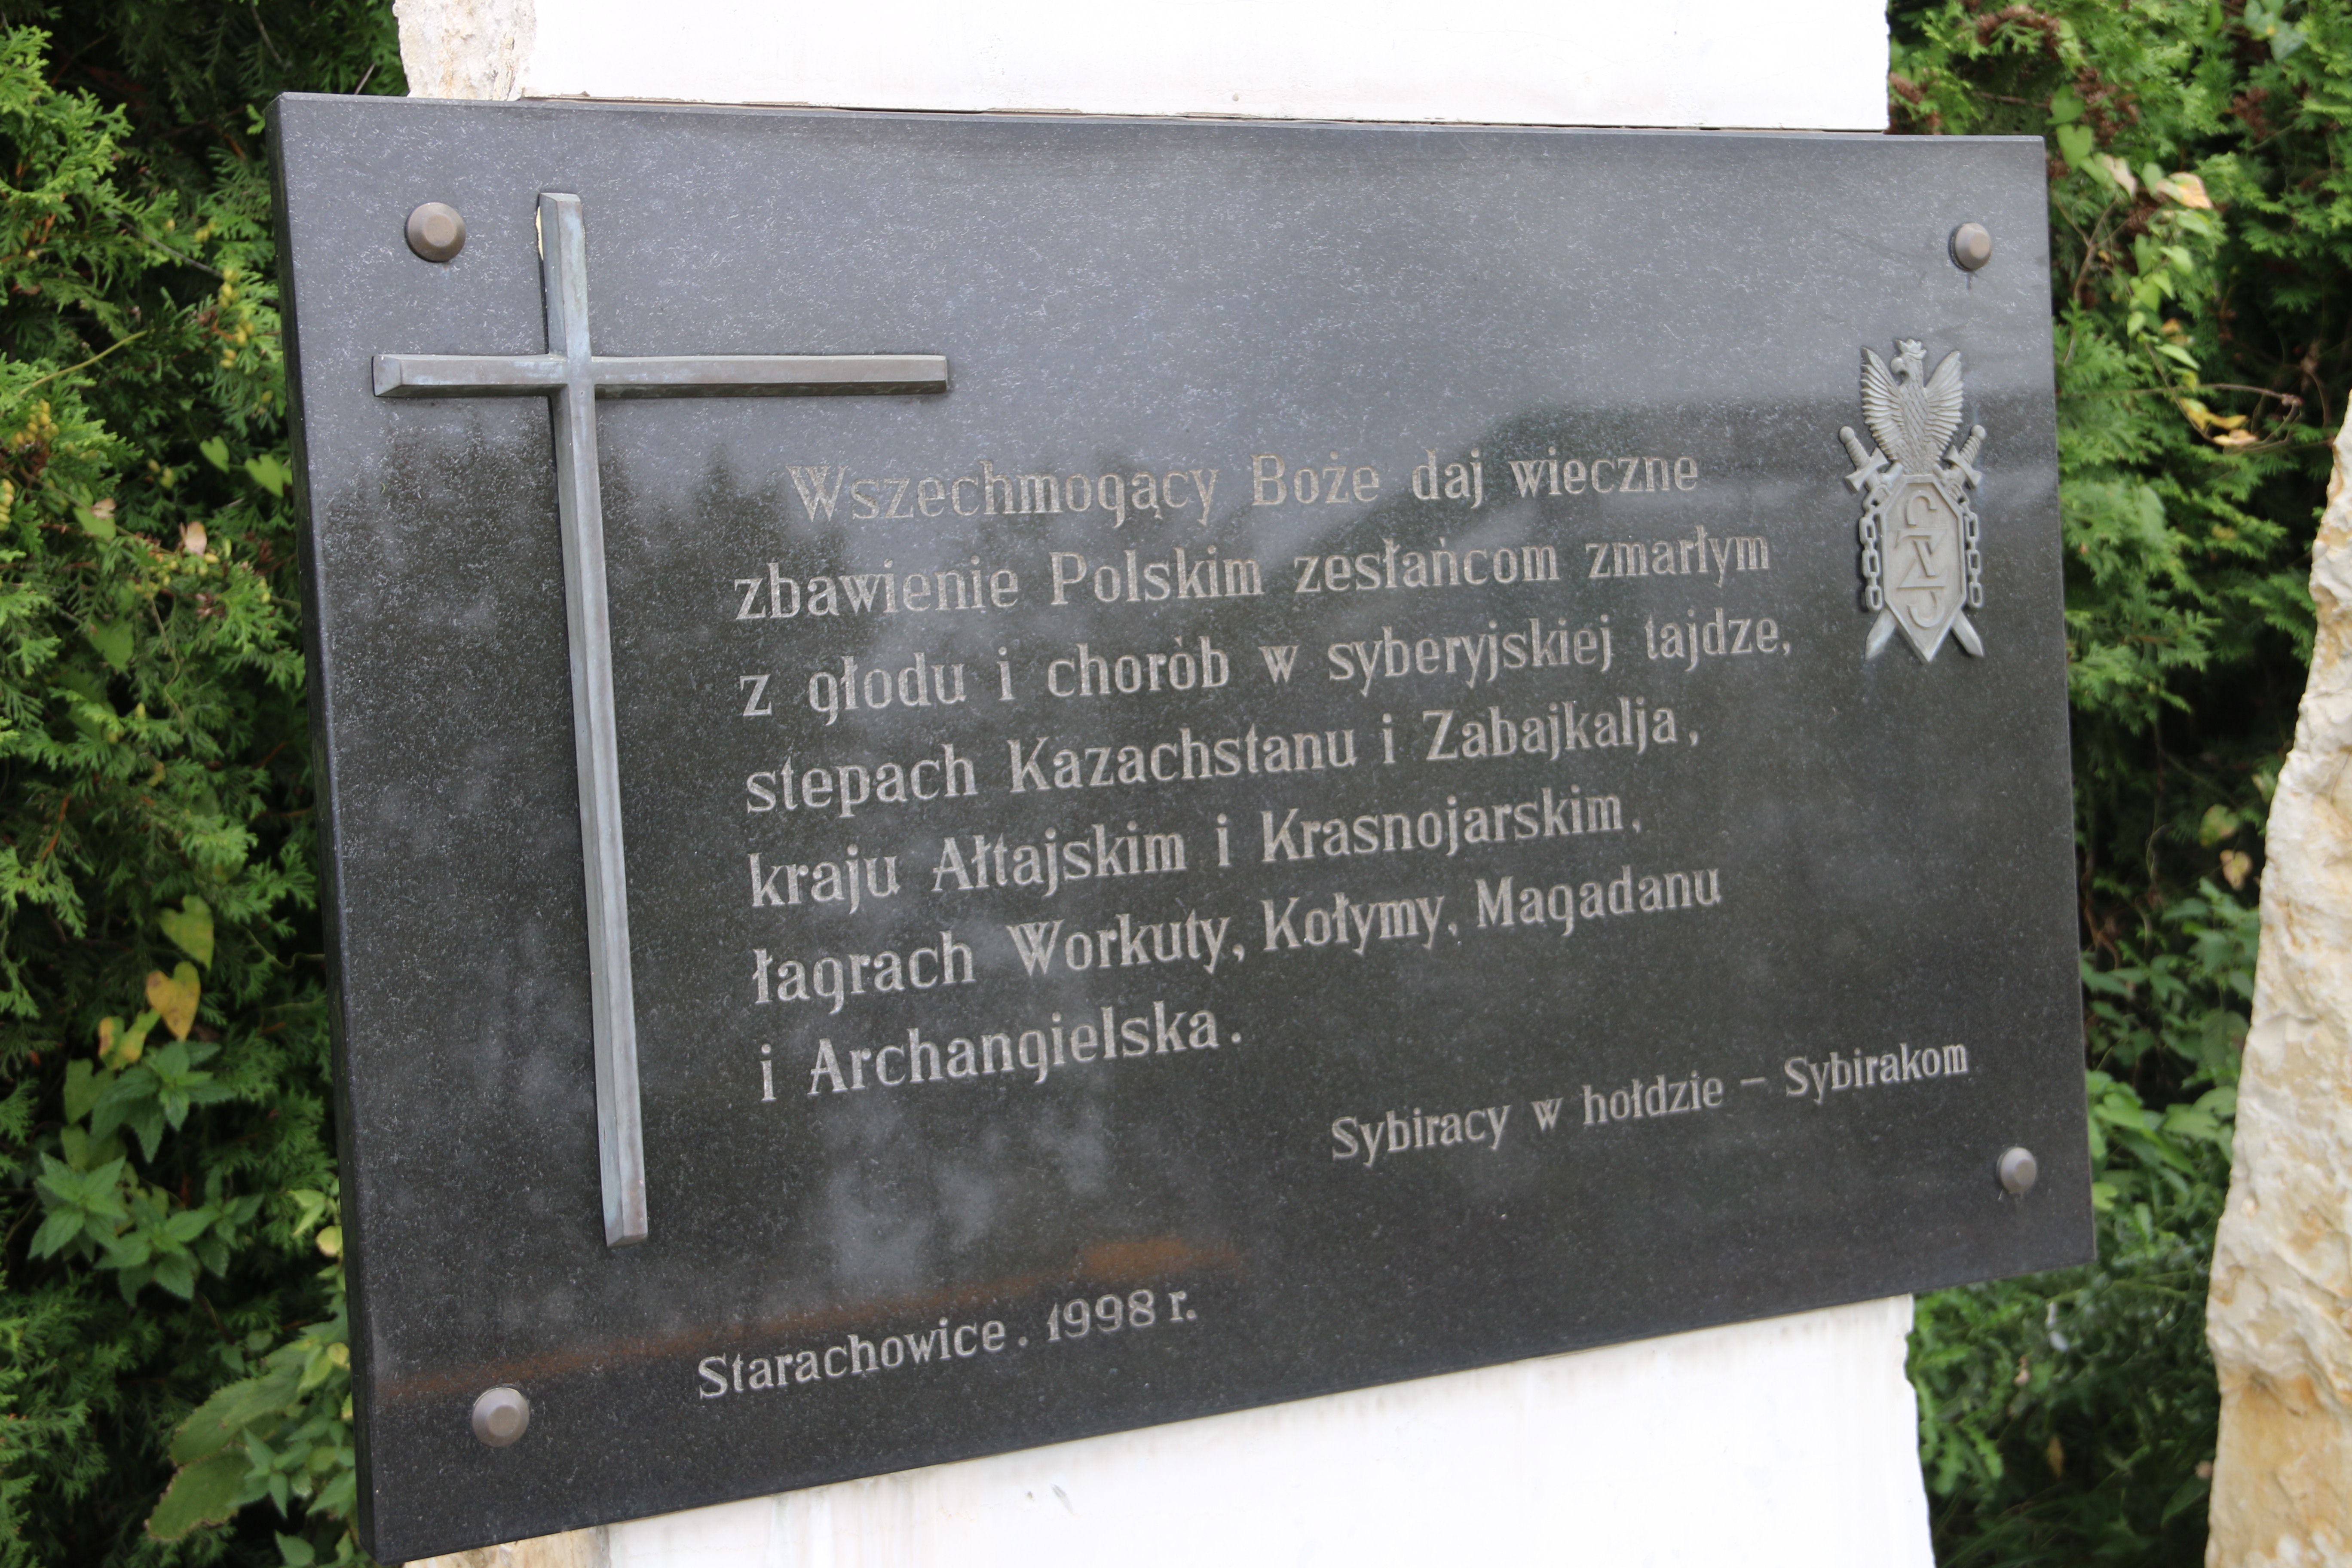 Wszechmogący Boże daj wieczne
zbawienie Polskim zesłańcom zmarłym
z głodu i chorób w syberyjskiej tajdze,
stepach Kazachstanu i Zabajkalja,
kraju Ałtajskim i Krasnojarskim,
łagrach Workuty, Kołymy, Magadanu
i Archangielska.
Sybiracy w hołdzie – Sybirakom
Starachowice. 1998 r.